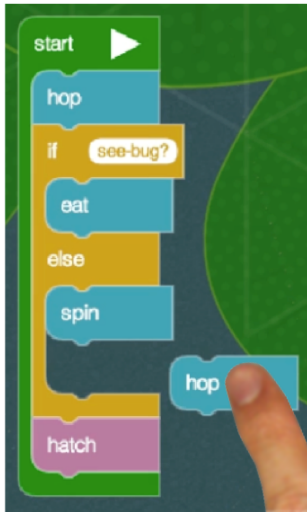 start
hop
if see-bug?
eat
else
spin
hop
hatch